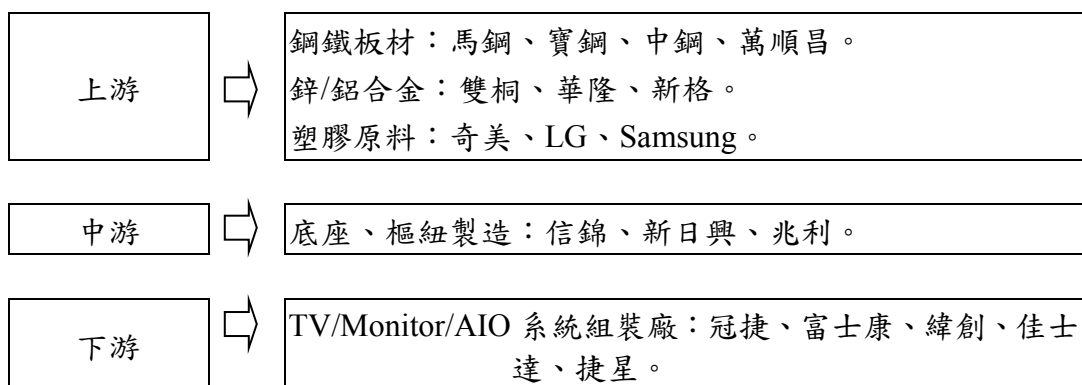 上游
鋼鐵板材：馬鋼、寶鋼、中鋼、萬順昌。
鋅/鋁合金：雙桐、華隆、新格。
塑膠原料：奇美、LG、Samsung。
中游
底座、樞紐製造：信錦、新日興、兆利。
下游
TV/Monitor/AIO 系統組裝廠：冠捷、富士康、緯創、佳士
達、捷星。